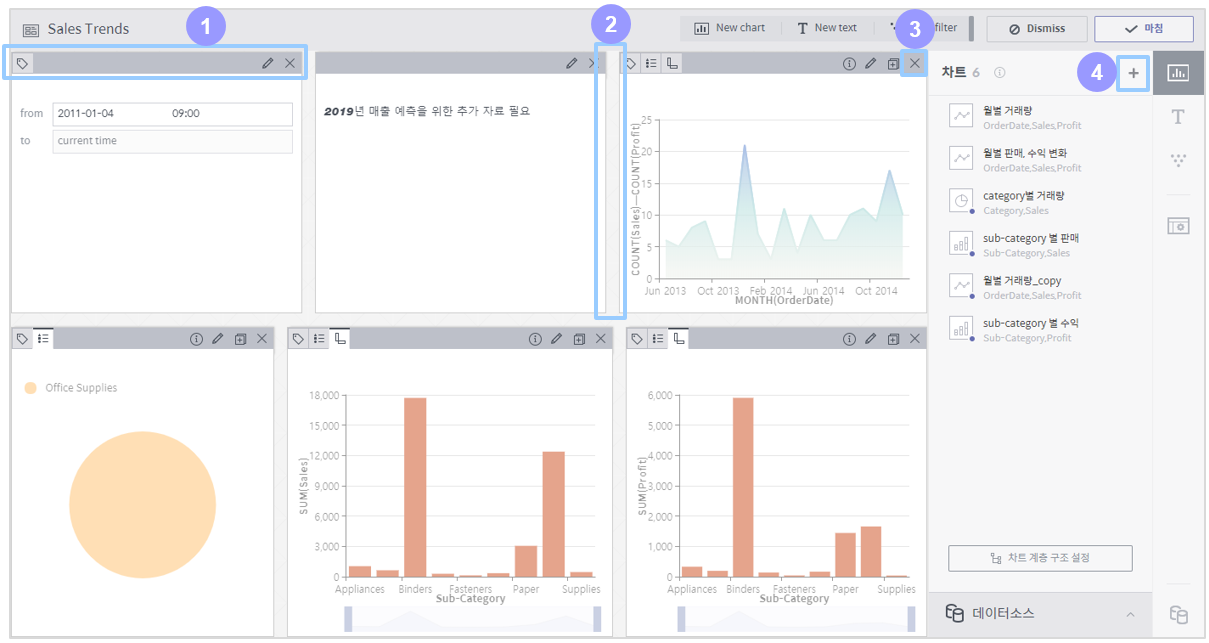 Sales Trends
1
2
New chart
New text
filter
3
Dismiss
마침
from
2011-01-04
09:00
to
current time
2019년 매출 예측을 위한 추가 자료 필요
COUNT(Sales)—COUNT(Profit)
25
20
15
10
5
0
Jun 2013
Oct 2013
Feb 2014
Jun 2014
Oct 2014
MONTH(OrderDate)
차트 6
4
월별 거래량
OrderDate,Sales,Profit
월별 판매, 수익 변화
OrderDate,Sales,Profit
category별 거래량
Category,Sales
sub-category 별 판매
Sub-Category,Sales
월별 거래량_copy
OrderDate,Sales,Profit
sub-category 별 수익
Sub-Category,Profit
차트 계층 구조 설정
데이터소스
Office Supplies
SUM(Sales)
18,000
15,000
12,000
9,000
6,000
3,000
0
Appliances
Binders
Fasteners
Paper
Supplies
Sub-Category
SUM(Profit)
6,000
5,000
4,000
3,000
2,000
1,000
0
Appliances
Binders
Fasteners
Paper
Supplies
Sub-Category